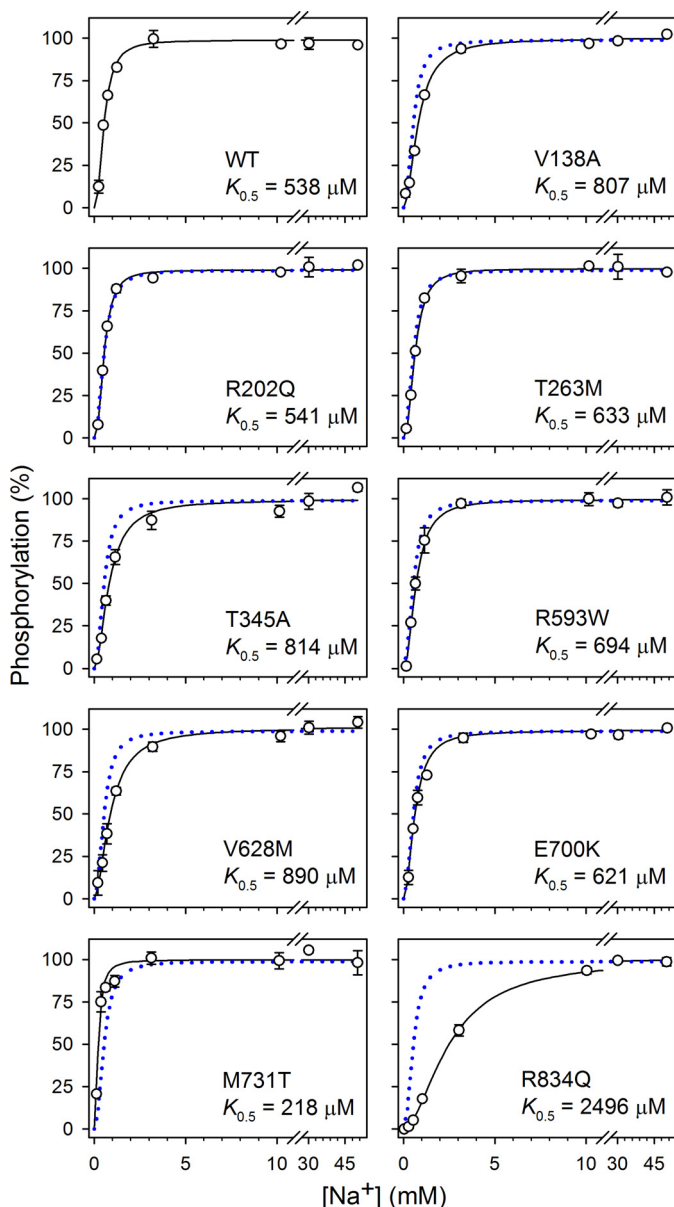 100
75
50
25
0
WT
K0.5 = 538 μM
V138A
K0.5 = 807 μM
100
75
50
25
0
R202Q
K0.5 = 541 μM
T263M
K0.5 = 633 μM
Phosphorylation (%)
100
75
50
25
0
T345A
K0.5 = 814 μM
R593W
K0.5 = 694 μM
100
75
50
25
0
V628M
K0.5 = 890 μM
E700K
K0.5 = 621 μM
100
75
50
25
0
M731T
K0.5 = 218 μM
R834Q
K0.5 = 2496 μM
0 5 10 30 45
0 5 10 30 45
[Na+] (mM)